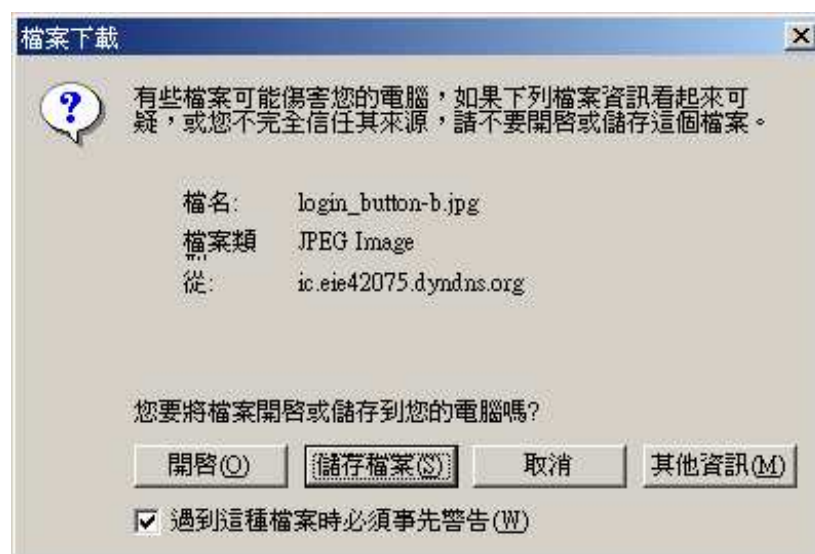 檔案下載
有些檔案可能傷害您的電腦，如果下列檔案資訊看起來可
疑，或您不完全信任其來源，請不要開啓或儲存這個檔案。
檔名: login_button-b.jpg
檔案類 JPEG Image
從: ic.eie42075.dyndns.org
您要將檔案開啓或儲存到您的電腦嗎?
開啓(O) 儲存檔案(S) 取消 其他資訊(M)
遇到這種檔案時必須事先警告(W)